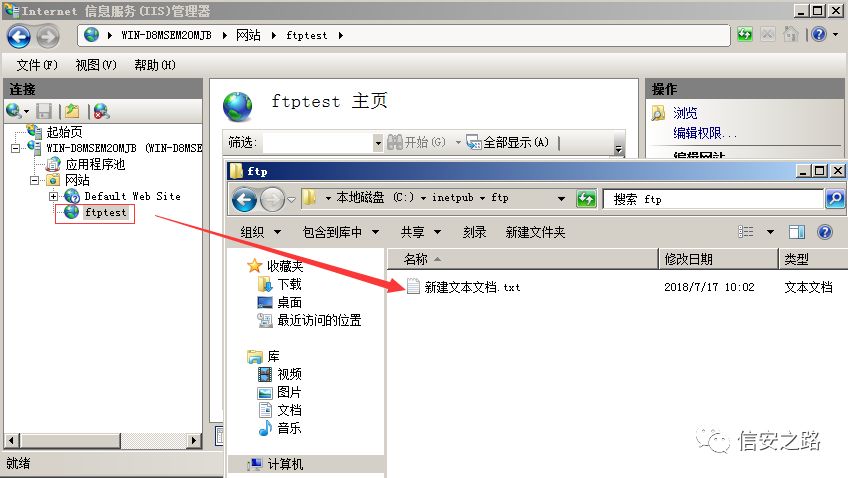 Internet 信息服务(IIS)管理器
WIN-D8MSEM2OMJB 网站 ftptest
文件(F) 视图(V) 帮助(H)
连接
起始页
WIN-D8MSEM2OMJB (WIN-D8MSE
应用程序池
网站
Default Web Site
ftptest
就绪
ftptest 主页
筛选: 开始(G) 全部显示(A)
操作
浏览
编辑权限...
编辑网站
ftp
本地磁盘 (C:) inetpub ftp 搜索 ftp
组织 包含到库中 共享 刻录 新建文件夹
收藏夹
下载
桌面
最近访问的位置
库
视频
图片
文档
音乐
计算机
名称 修改日期 类型
新建文本文档.txt 2018/7/17 10:02 文本文档
信安之路